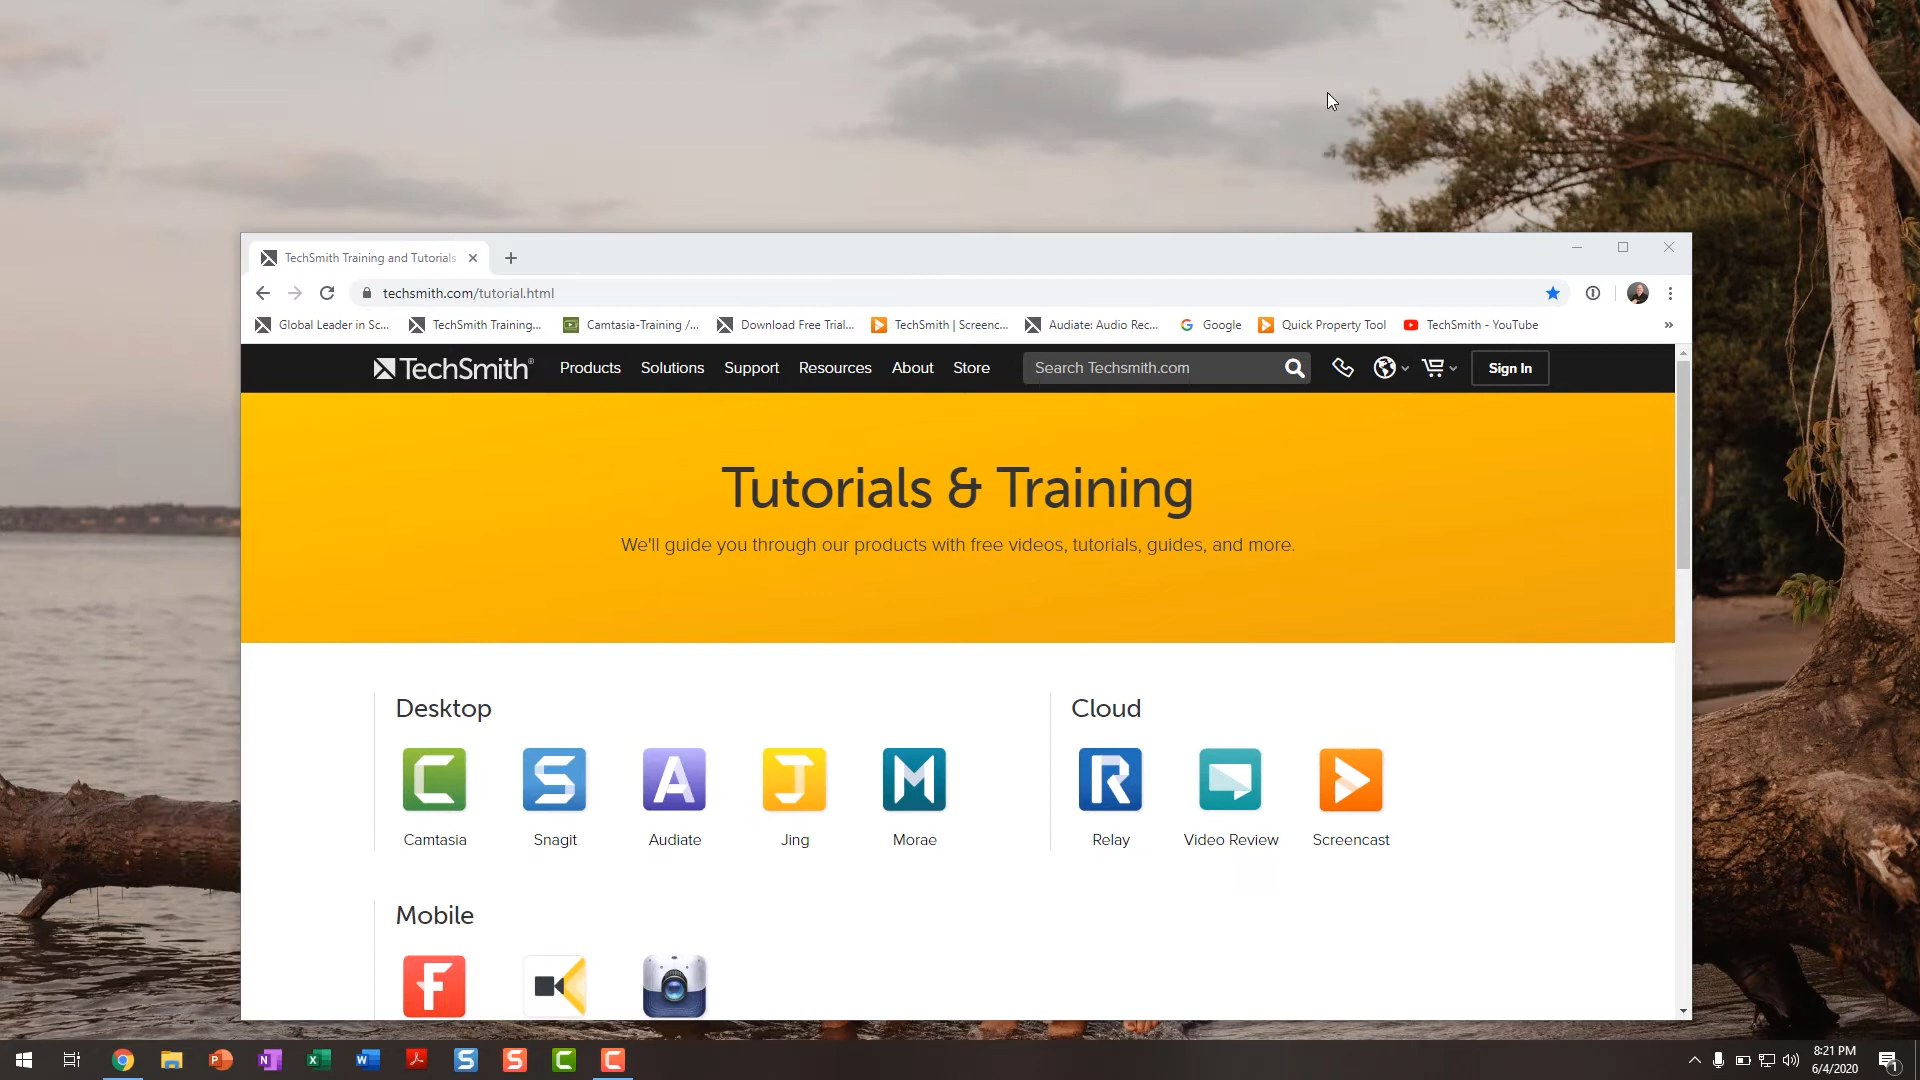 TechSmith Training and Tutorials
techsmith.com/tutorial.html
Global Leader in Sc...
TechSmith Training...
Camtasia-Training /...
Download Free Trial...
TechSmith | Screenc...
Audiate: Audio Rec...
Google
Quick Property Tool
TechSmith - YouTube
TechSmith®
Products
Solutions
Support
Resources
About
Store
Search Techsmith.com
Sign In
Tutorials & Training
We'll guide you through our products with free videos, tutorials, guides, and more.
Desktop
Cloud
C
S
A
J
M
R
Camtasia
Snagit
Audiate
Jing
Morae
Relay
Video Review
Screencast
Mobile
F
P
N
X
W
S
S
C
C
8:21 PM
6/4/2020
1